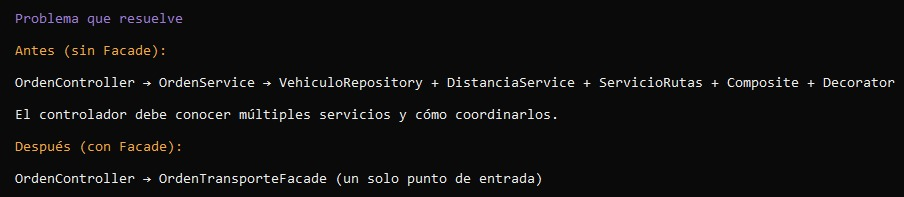 Problema que resuelve
Antes (sin Facade):
OrdenController → OrdenService → VehiculoRepository + DistanciaService + ServicioRutas + Composite + Decorator
El controlador debe conocer múltiples servicios y cómo coordinarlos.
Después (con Facade):
OrdenController → OrdenTransporteFacade (un solo punto de entrada)